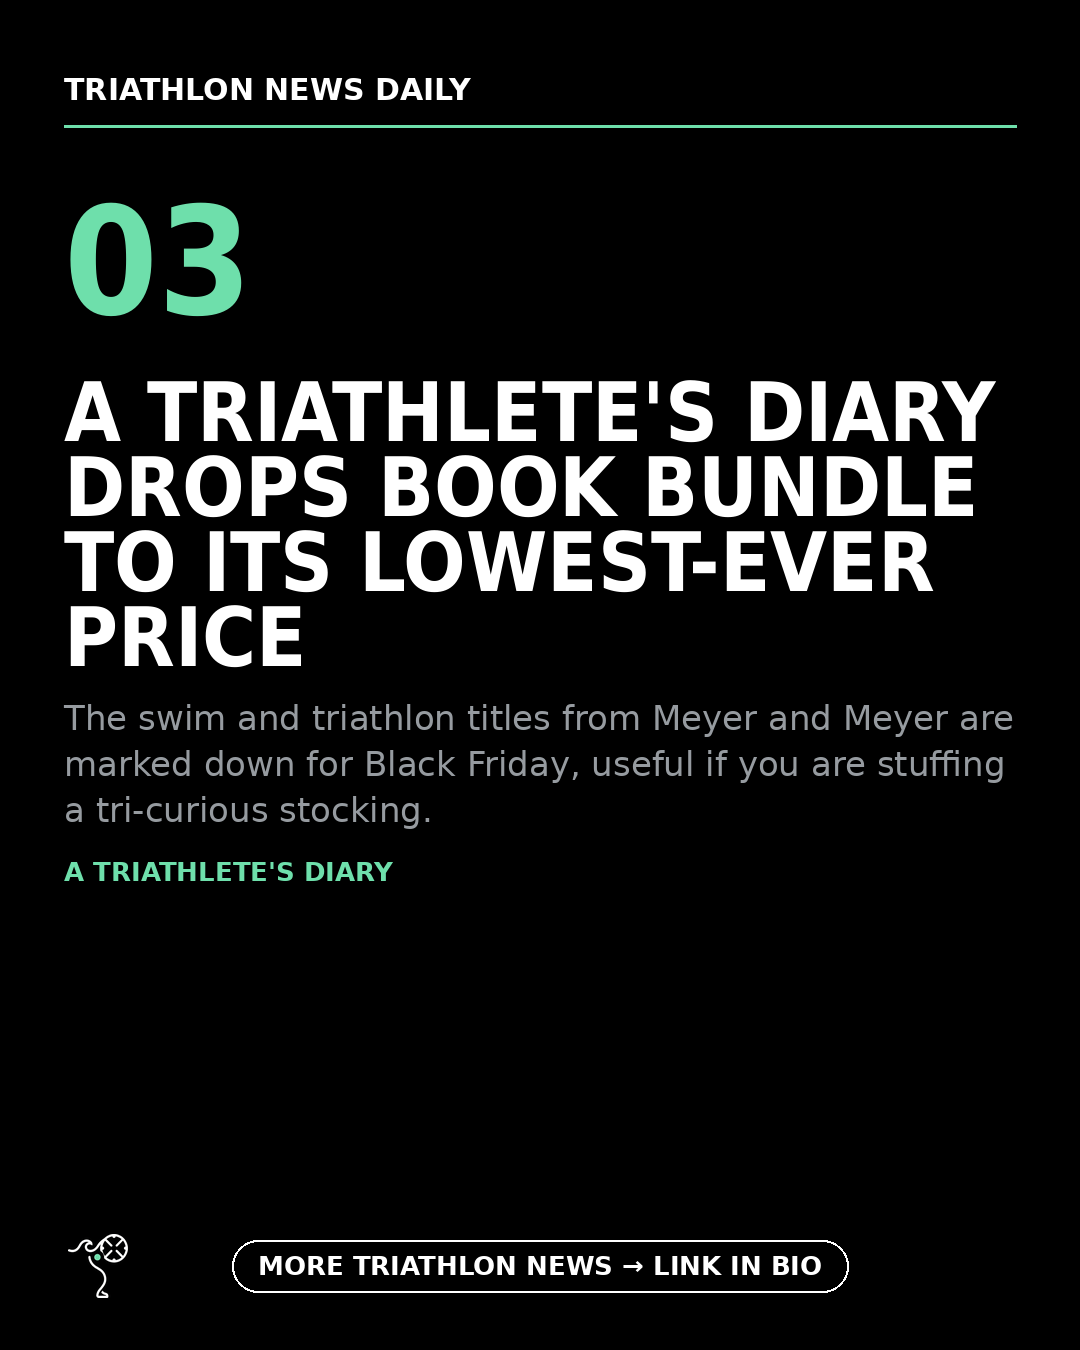 TRIATHLON NEWS DAILY
03
A TRIATHLETE'S DIARY
DROPS BOOK BUNDLE
TO ITS LOWEST-EVER
PRICE
The swim and triathlon titles from Meyer and Meyer are
marked down for Black Friday, useful if you are stuffing
a tri-curious stocking.
A TRIATHLETE'S DIARY
MORE TRIATHLON NEWS → LINK IN BIO